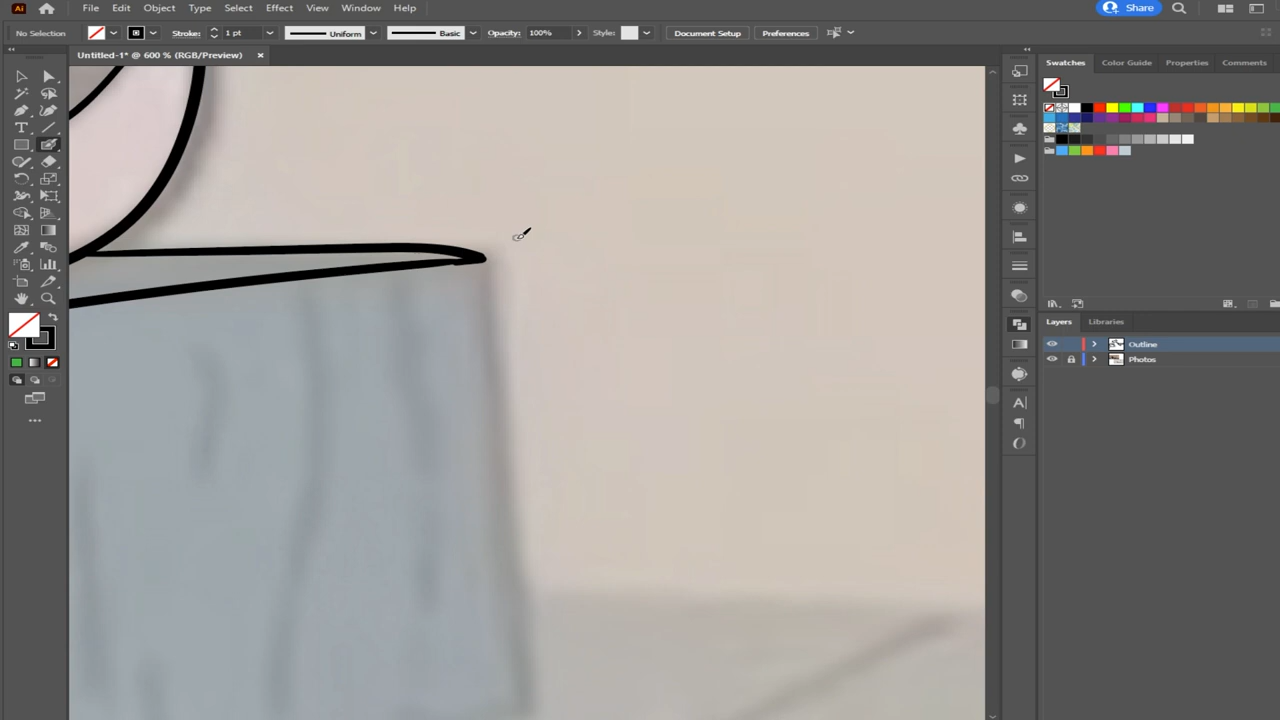 Ai File Edit Object Type Select Effect View Window Help Share
No Selection Stroke: 1 pt Uniform Basic Opacity: 100% Style: Document Setup Preferences
Untitled-1* @ 600 % (RGB/Preview) ×
Swatches Color Guide Properties Comments
Layers Libraries
Outline
Photos